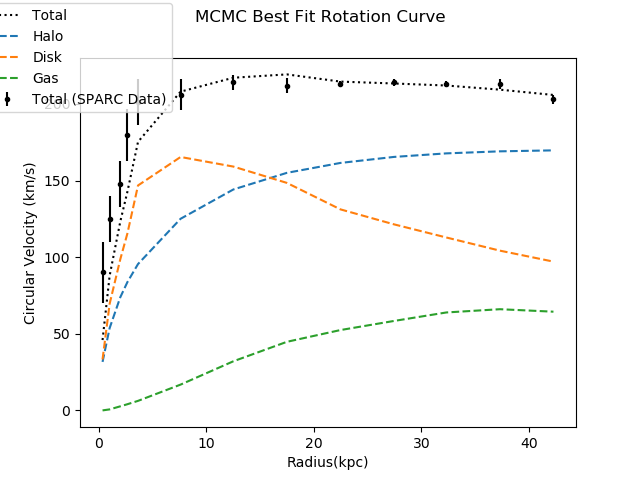 MCMC Best Fit Rotation Curve
Total
Halo
Disk
Gas
Total (SPARC Data)
Circular Velocity (km/s)
200
150
100
50
0
0 10 20 30 40
Radius(kpc)